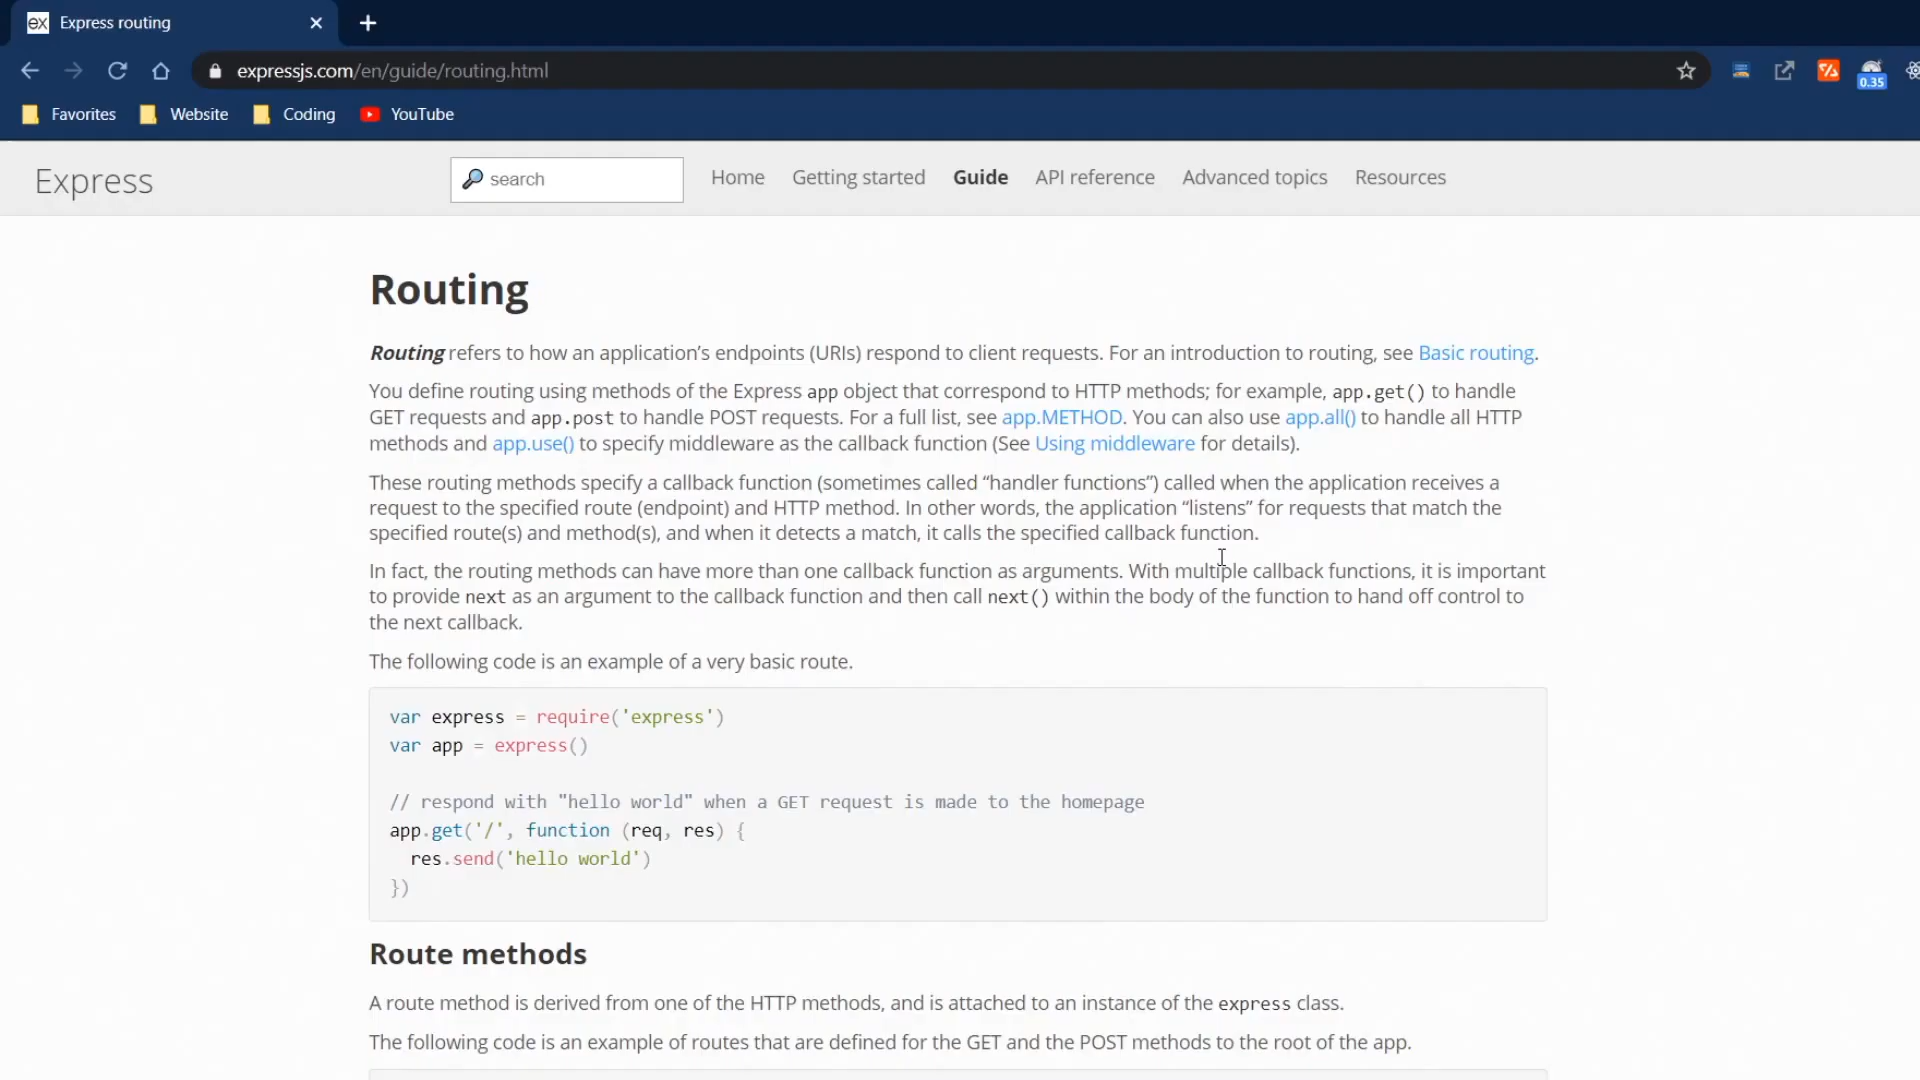 ex Express routing
expressjs.com/en/guide/routing.html
0.35
Favorites Website Coding YouTube
Express search Home Getting started Guide API reference Advanced topics Resources
Routing
Routing refers to how an application’s endpoints (URIs) respond to client requests. For an introduction to routing, see Basic routing.
You define routing using methods of the Express app object that correspond to HTTP methods; for example, app.get() to handle
GET requests and app.post to handle POST requests. For a full list, see app.METHOD. You can also use app.all() to handle all HTTP
methods and app.use() to specify middleware as the callback function (See Using middleware for details).
These routing methods specify a callback function (sometimes called “handler functions”) called when the application receives a
request to the specified route (endpoint) and HTTP method. In other words, the application “listens” for requests that match the
specified route(s) and method(s), and when it detects a match, it calls the specified callback function.
In fact, the routing methods can have more than one callback function as arguments. With multiple callback functions, it is important
to provide next as an argument to the callback function and then call next() within the body of the function to hand off control to
the next callback.
The following code is an example of a very basic route.
var express = require('express')
var app = express()
// respond with "hello world" when a GET request is made to the homepage
app.get('/', function (req, res) {
  res.send('hello world')
})
Route methods
A route method is derived from one of the HTTP methods, and is attached to an instance of the express class.
The following code is an example of routes that are defined for the GET and the POST methods to the root of the app.